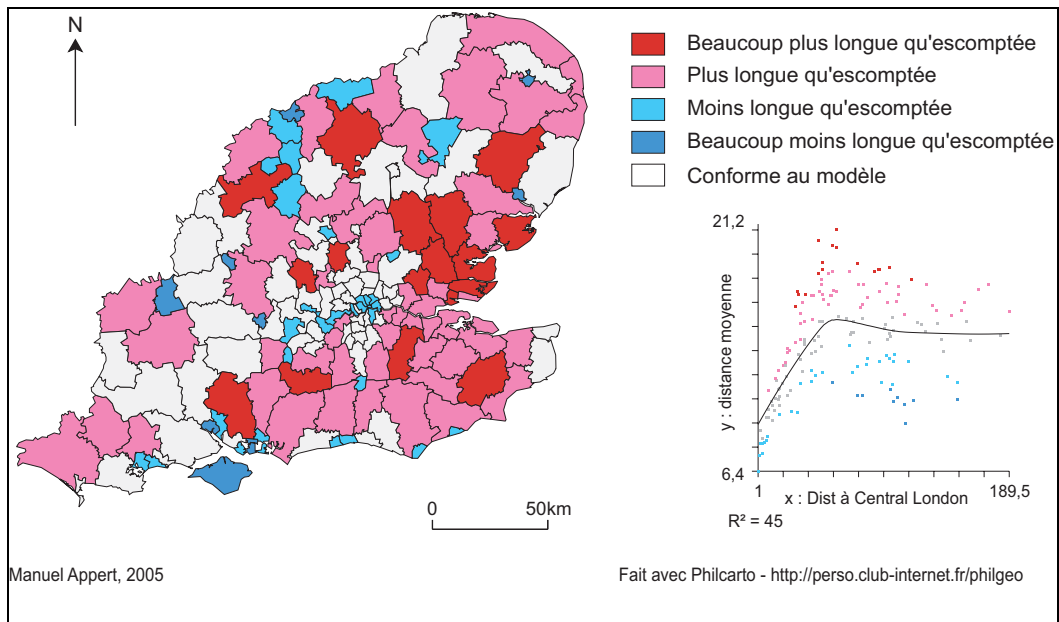 N
Beaucoup plus longue qu'escomptée
Plus longue qu'escomptée
Moins longue qu'escomptée
Beaucoup moins longue qu'escomptée
Conforme au modèle
21,2
y : distance moyenne
6,4
1
x : Dist à Central London
189,5
R² = 45
0
50km
Manuel Appert, 2005
Fait avec Philcarto - http://perso.club-internet.fr/philgeo